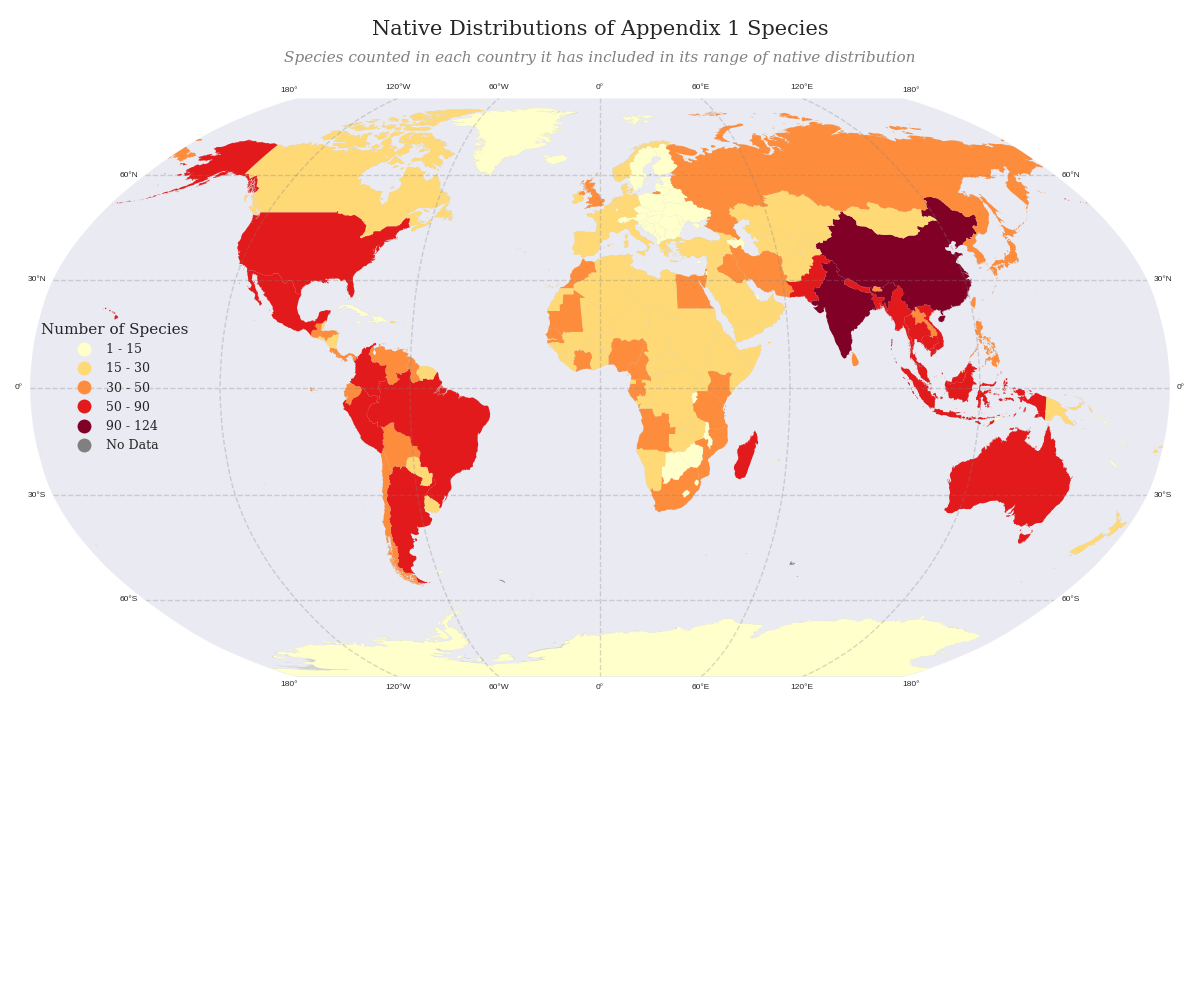 Native Distributions of Appendix 1 Species
Species counted in each country it has included in its range of native distribution
180° 120°W 60°W 0° 60°E 120°E 180°
60°N 60°N
30°N 30°N
Number of Species
1 - 15
15 - 30
30 - 50
50 - 90
90 - 124
No Data
0° 0°
30°S 30°S
60°S 60°S
180° 120°W 60°W 0° 60°E 120°E 180°